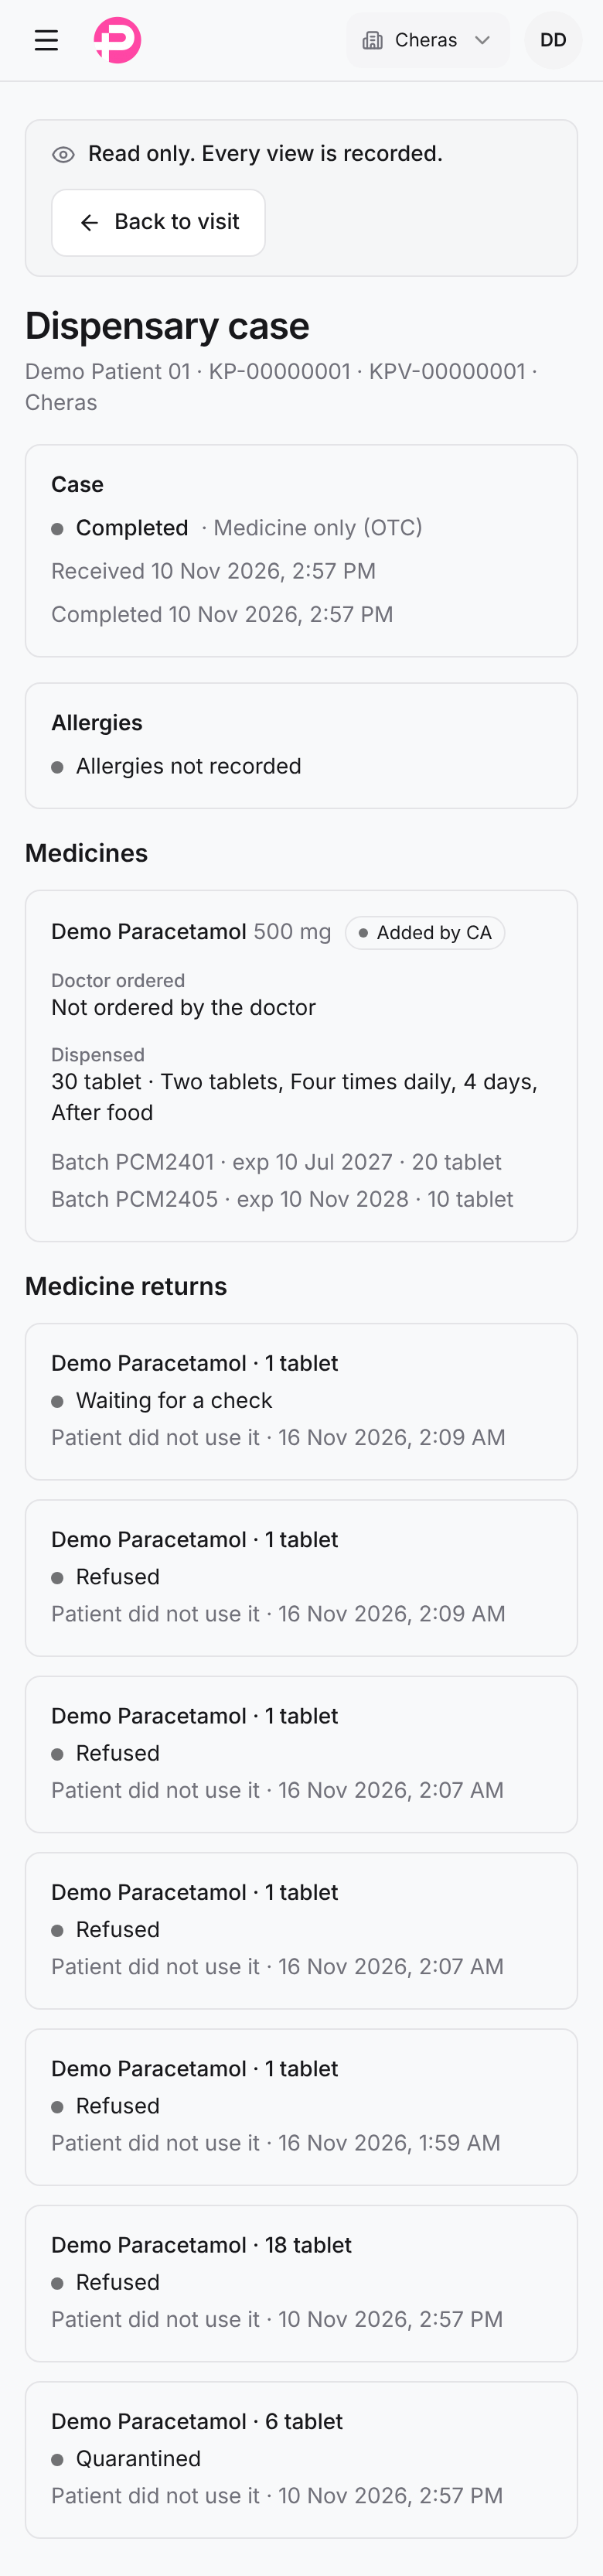 Cheras
DD
Read only. Every view is recorded.
Back to visit
Dispensary case
Demo Patient 01 · KP-00000001 · KPV-00000001 ·
Cheras
Case
Completed · Medicine only (OTC)
Received 10 Nov 2026, 2:57 PM
Completed 10 Nov 2026, 2:57 PM
Allergies
Allergies not recorded
Medicines
Demo Paracetamol 500 mg Added by CA
Doctor ordered
Not ordered by the doctor
Dispensed
30 tablet · Two tablets, Four times daily, 4 days,
After food
Batch PCM2401 · exp 10 Jul 2027 · 20 tablet
Batch PCM2405 · exp 10 Nov 2028 · 10 tablet
Medicine returns
Demo Paracetamol · 1 tablet
Waiting for a check
Patient did not use it · 16 Nov 2026, 2:09 AM
Demo Paracetamol · 1 tablet
Refused
Patient did not use it · 16 Nov 2026, 2:09 AM
Demo Paracetamol · 1 tablet
Refused
Patient did not use it · 16 Nov 2026, 2:07 AM
Demo Paracetamol · 1 tablet
Refused
Patient did not use it · 16 Nov 2026, 2:07 AM
Demo Paracetamol · 1 tablet
Refused
Patient did not use it · 16 Nov 2026, 1:59 AM
Demo Paracetamol · 18 tablet
Refused
Patient did not use it · 10 Nov 2026, 2:57 PM
Demo Paracetamol · 6 tablet
Quarantined
Patient did not use it · 10 Nov 2026, 2:57 PM